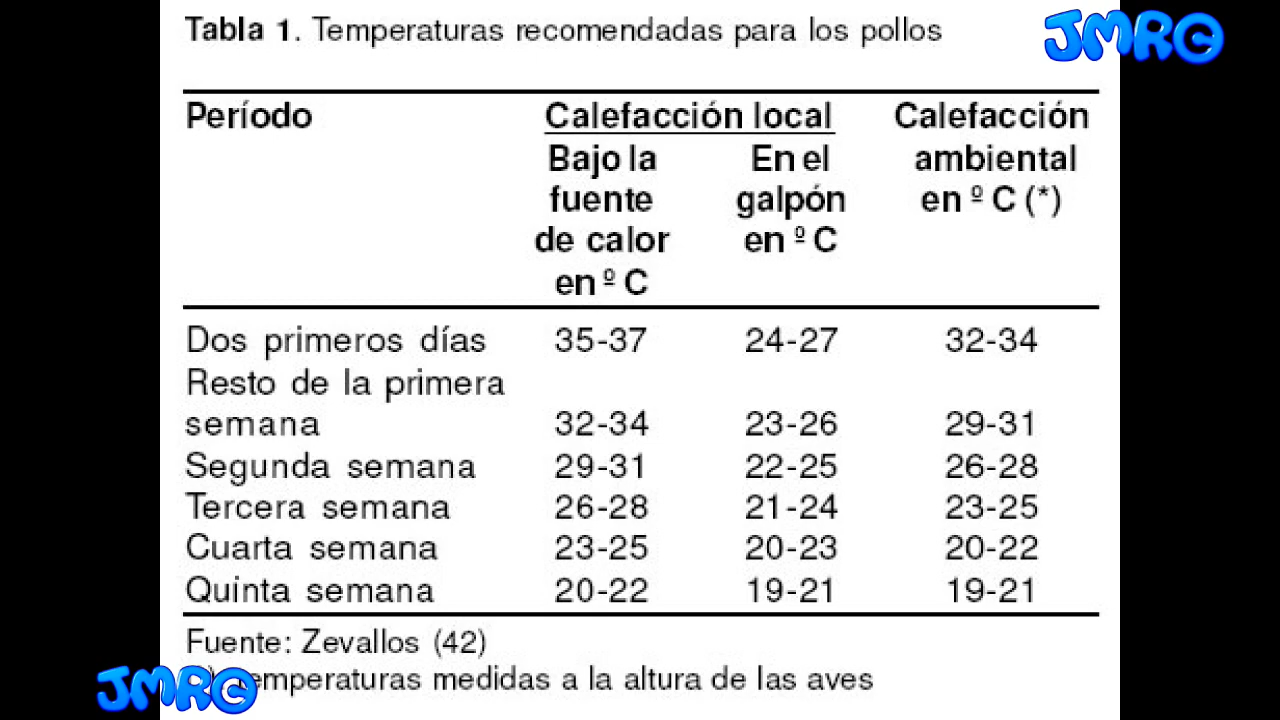 Tabla 1. Temperaturas recomendadas para los pollos
JMRC
Período Calefacción local Calefacción
Bajo la En el ambiental
fuente galpón en º C (*)
de calor en º C
en º C
Dos primeros días 35-37 24-27 32-34
Resto de la primera
semana 32-34 23-26 29-31
Segunda semana 29-31 22-25 26-28
Tercera semana 26-28 21-24 23-25
Cuarta semana 23-25 20-23 20-22
Quinta semana 20-22 19-21 19-21
Fuente: Zevallos (42)
Temperaturas medidas a la altura de las aves
JMRC